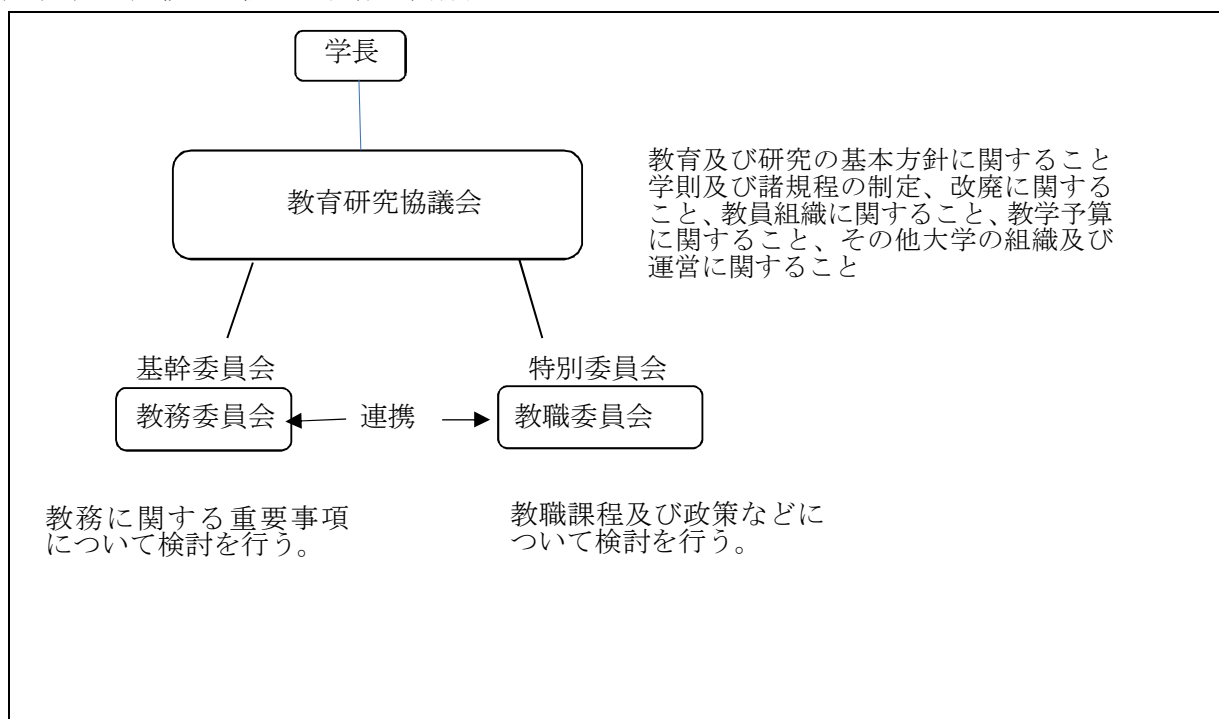 学長
教育研究協議会
教育及び研究の基本方針に関すること
学則及び諸規程の制定、改廃に関する
こと、教員組織に関すること、教学予算
に関すること、その他大学の組織及び
運営に関すること
基幹委員会
特別委員会
教務委員会
連携
教職委員会
教務に関する重要事項
について検討を行う。
教職課程及び政策などに
ついて検討を行う。